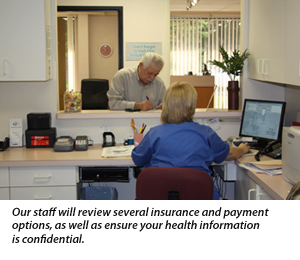 Our staff will review several insurance and payment
options, as well as ensure your health information
is confidential.